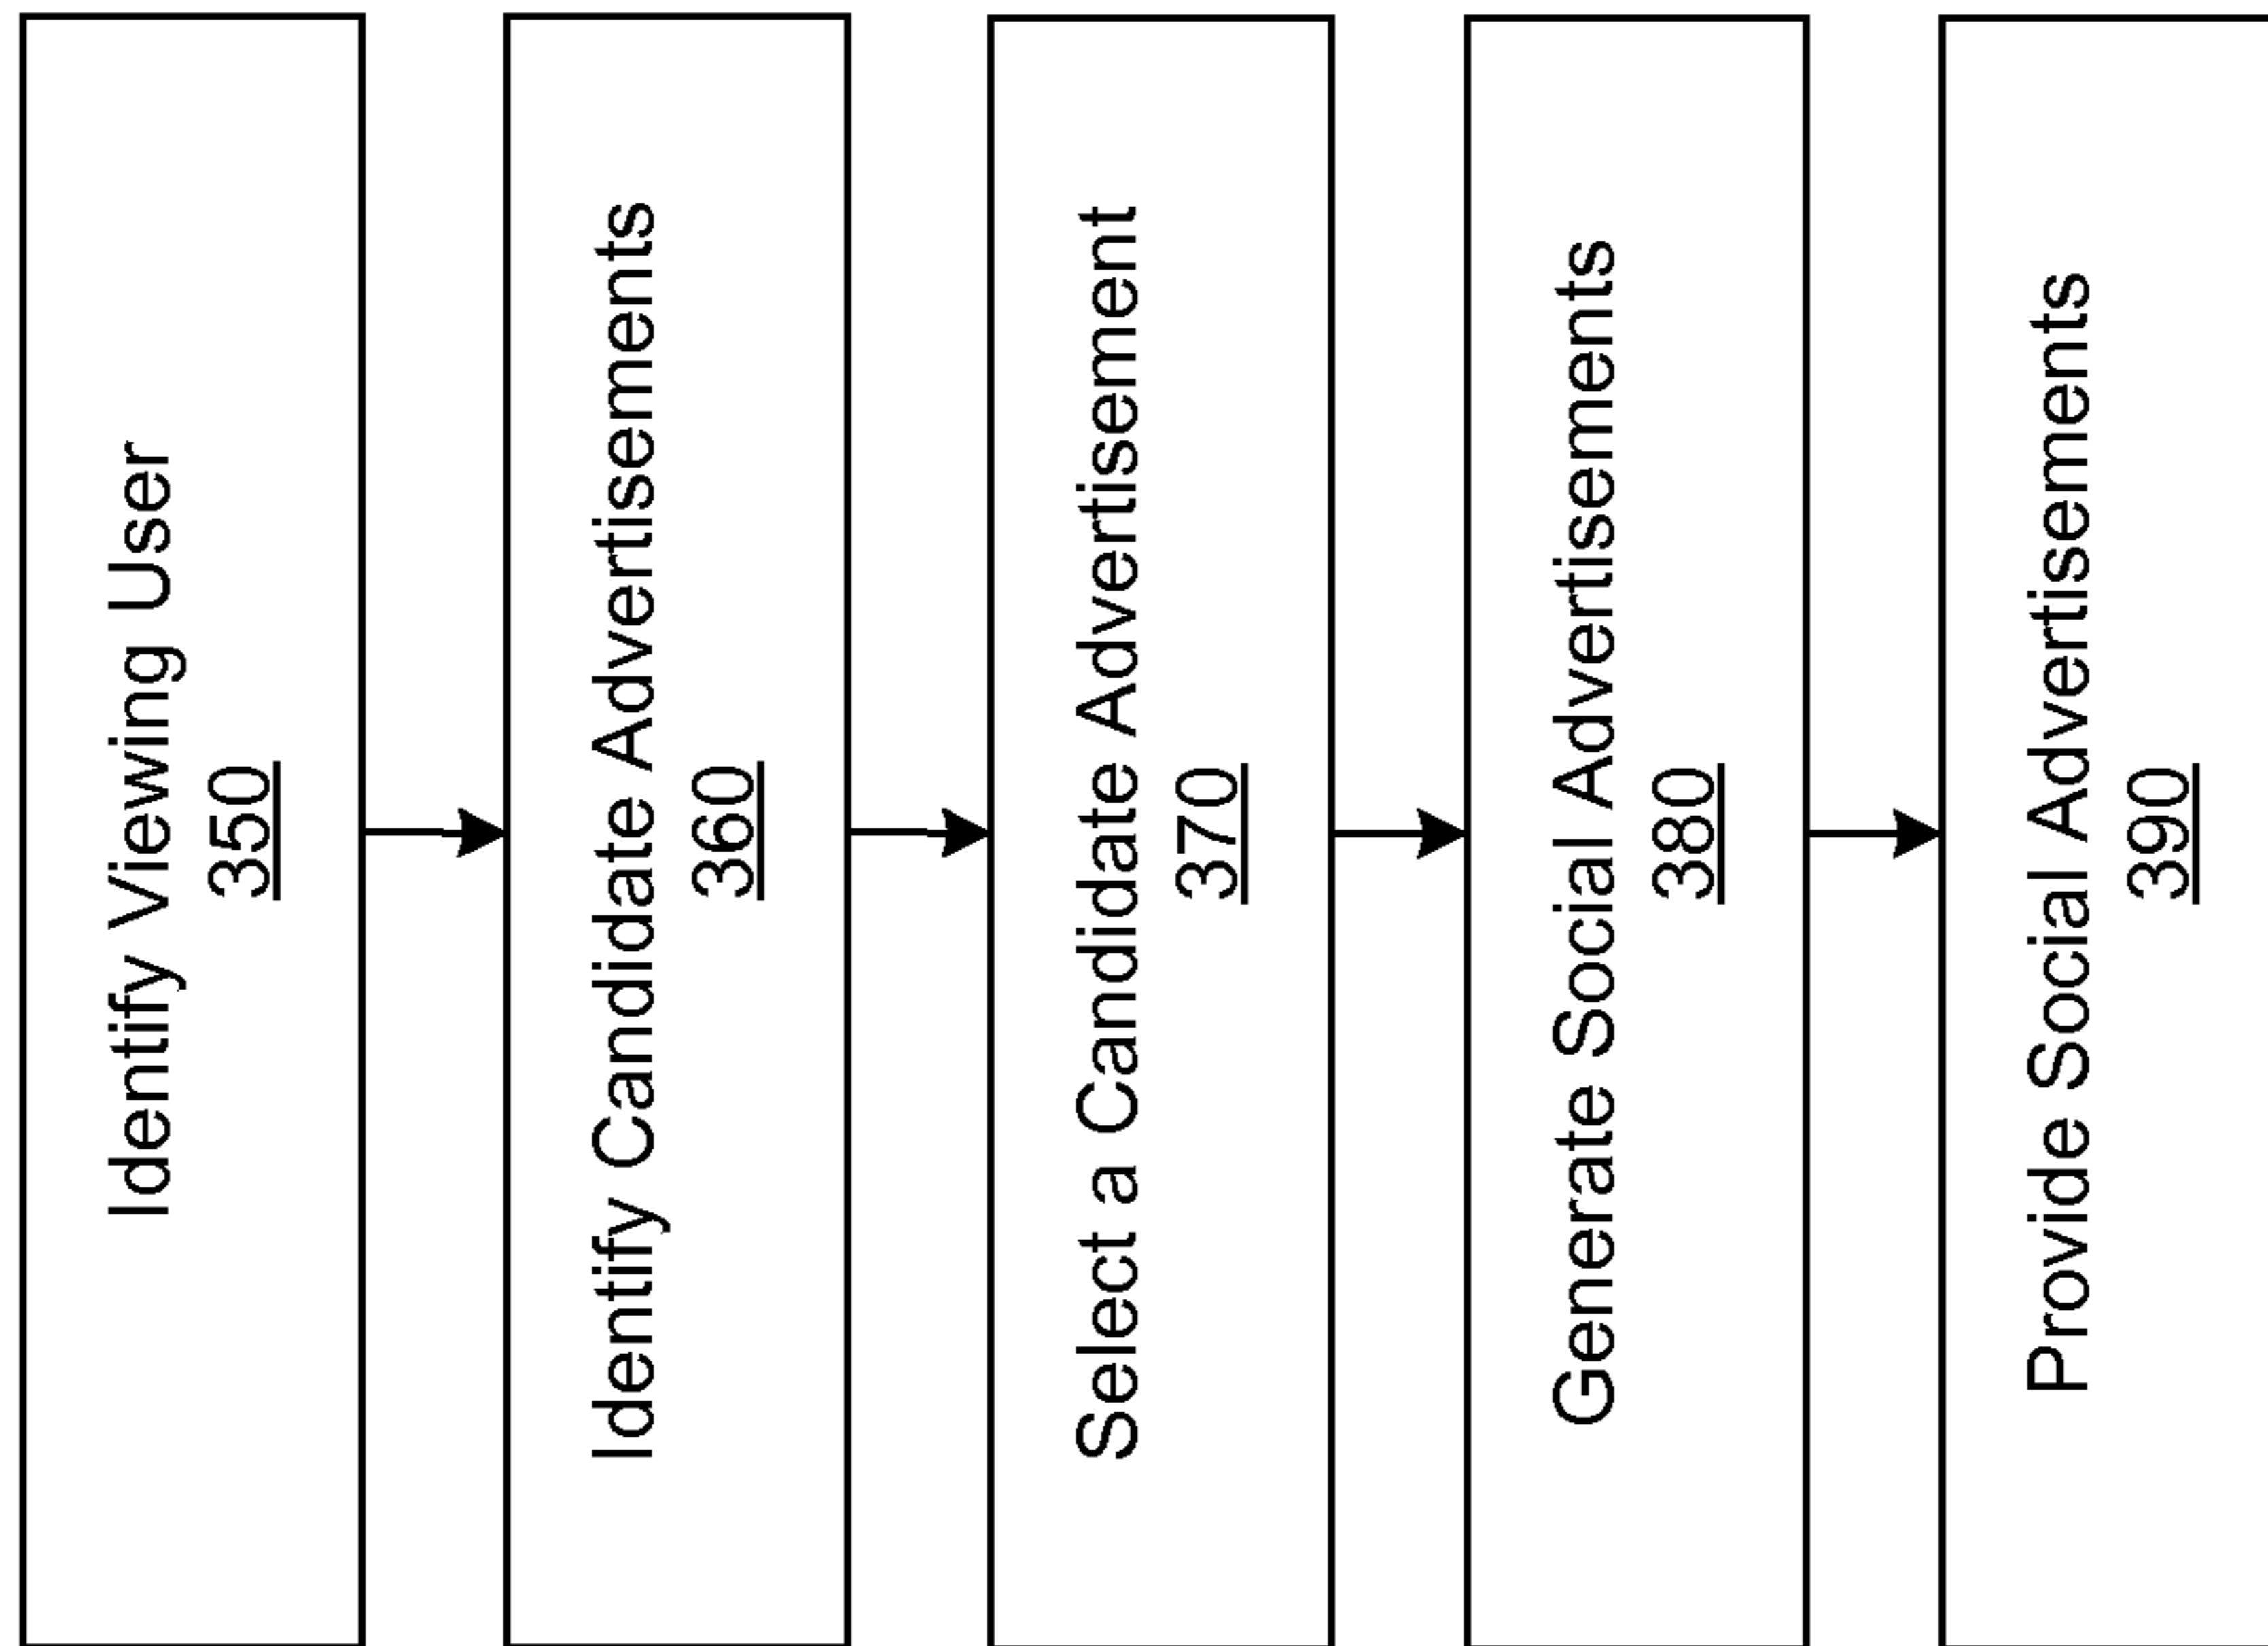 Identify Viewing User
350
Identify Candidate Advertisements
360
Select a Candidate Advertisement
370
Generate Social Advertisements
380
Provide Social Advertisements
390